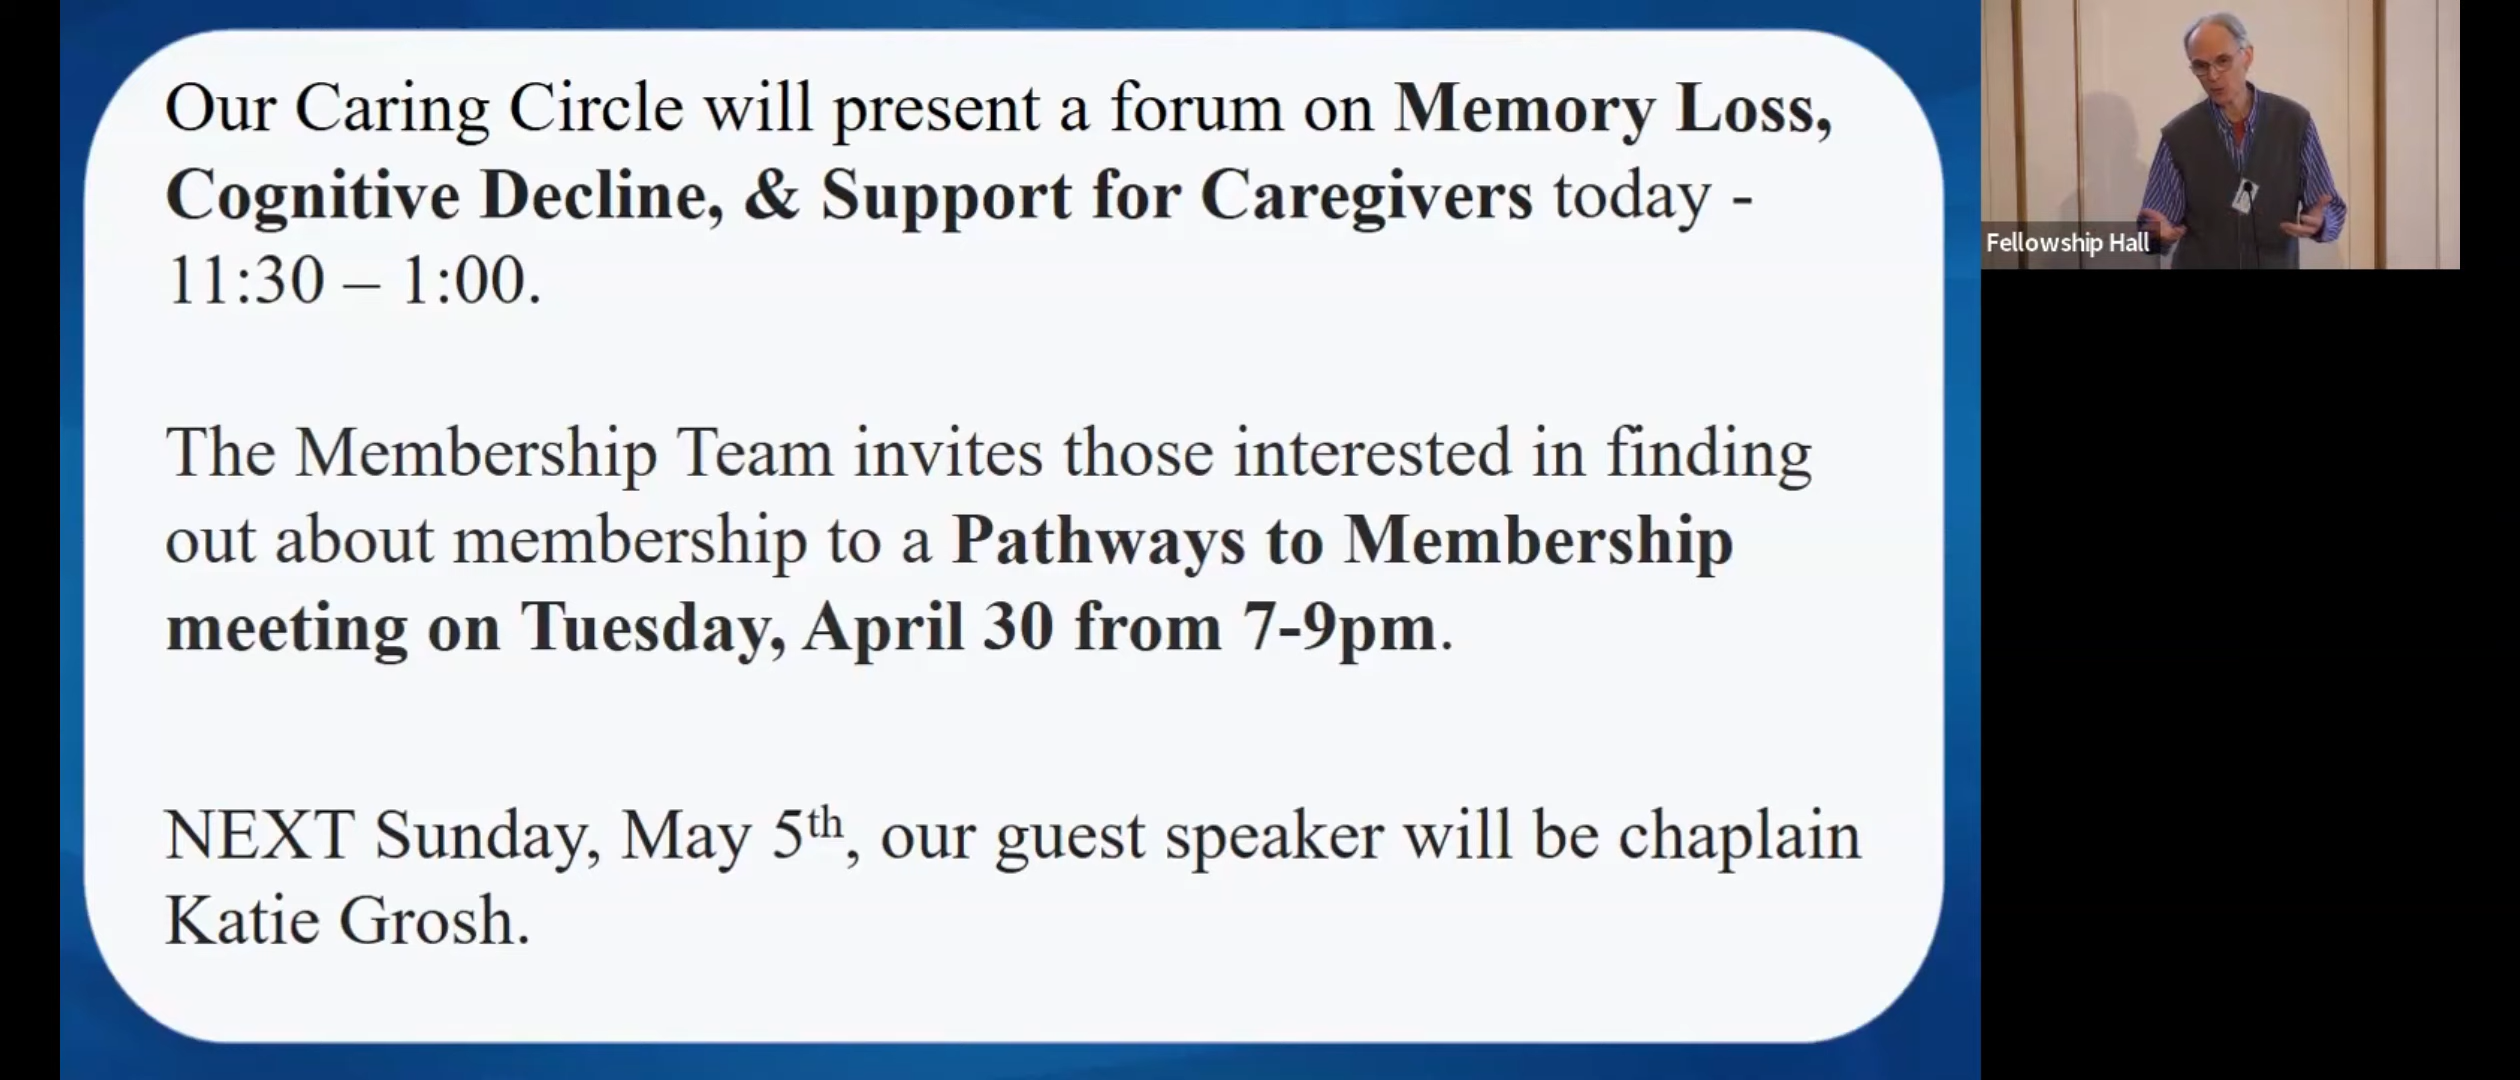 Our Caring Circle will present a forum on Memory Loss,
Cognitive Decline, & Support for Caregivers today -
11:30 – 1:00.
The Membership Team invites those interested in finding
out about membership to a Pathways to Membership
meeting on Tuesday, April 30 from 7-9pm.
NEXT Sunday, May 5th, our guest speaker will be chaplain
Katie Grosh.
Fellowship Hall